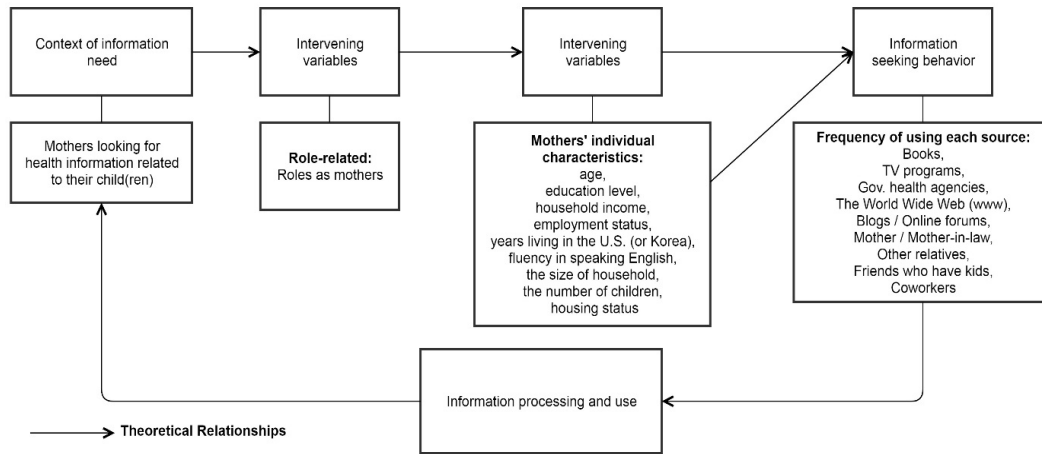 Context of information
need
Intervening
variables
Intervening
variables
Information
seeking behavior
Mothers looking for
health information related
to their child(ren)
Role-related:
Roles as mothers
Mothers' individual
characteristics:
age,
education level,
household income,
employment status,
years living in the U.S. (or Korea),
fluency in speaking English,
the size of household,
the number of children,
housing status
Frequency of using each source:
Books,
TV programs,
Gov. health agencies,
The World Wide Web (www),
Blogs / Online forums,
Mother / Mother-in-law,
Other relatives,
Friends who have kids,
Coworkers
Information processing and use
Theoretical Relationships